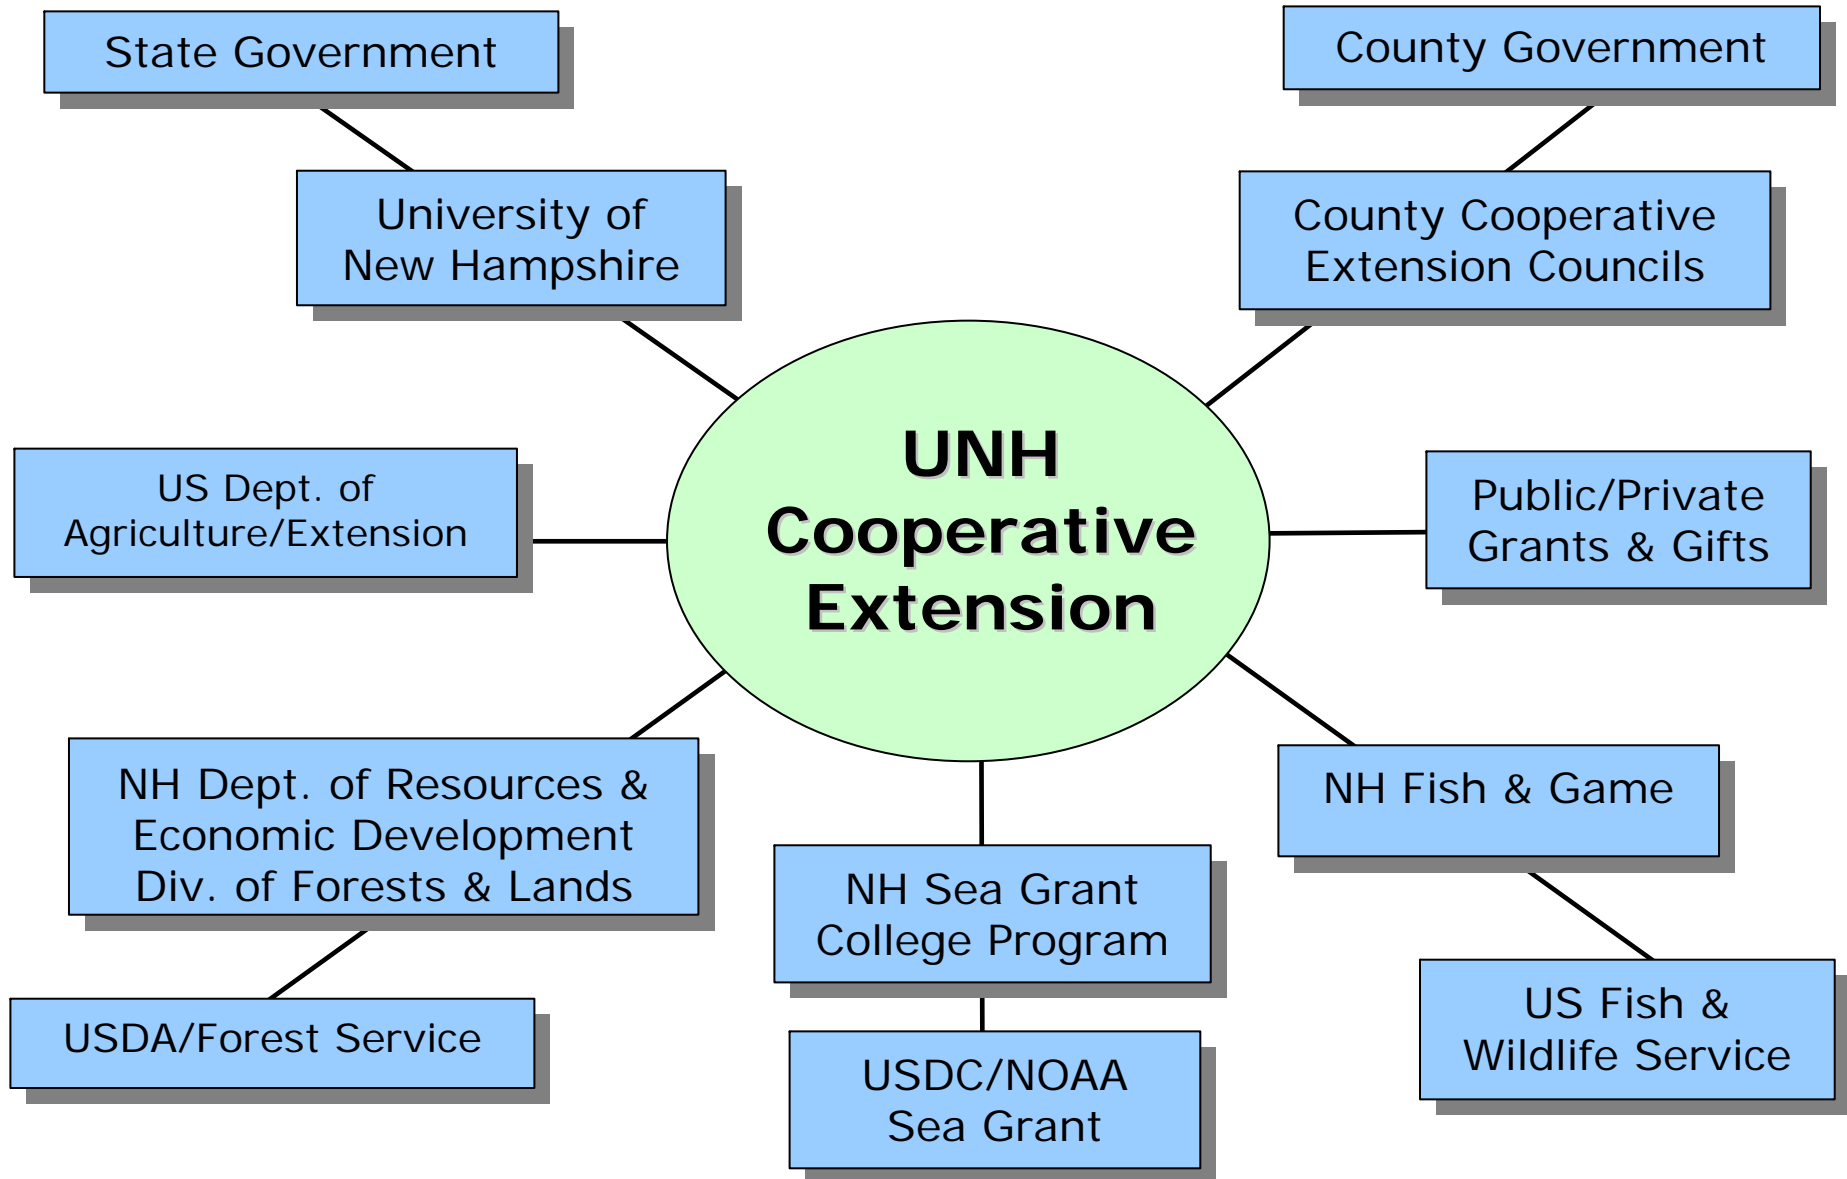 State Government
County Government
University of
New Hampshire
County Cooperative
Extension Councils
UNH
Cooperative
Extension
US Dept. of
Agriculture/Extension
Public/Private
Grants & Gifts
NH Dept. of Resources &
Economic Development
Div. of Forests & Lands
NH Fish & Game
NH Sea Grant
College Program
USDA/Forest Service
US Fish &
Wildlife Service
USDC/NOAA
Sea Grant